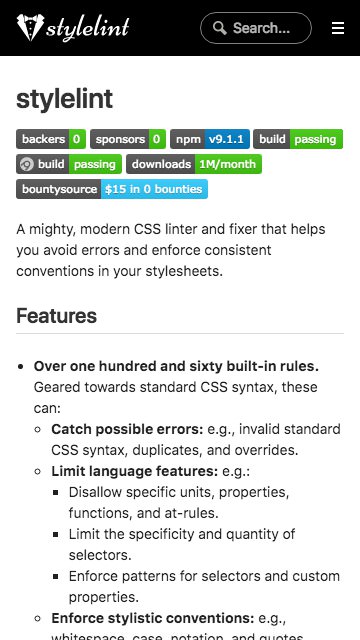 stylelint
Search...
stylelint
backers 0 sponsors 0 npm v9.1.1 build passing
build passing downloads 1M/month
bountysource $15 in 0 bounties
A mighty, modern CSS linter and fixer that helps
you avoid errors and enforce consistent
conventions in your stylesheets.
Features
Over one hundred and sixty built-in rules.
Geared towards standard CSS syntax, these
can:
Catch possible errors: e.g., invalid standard
CSS syntax, duplicates, and overrides.
Limit language features: e.g.:
Disallow specific units, properties,
functions, and at-rules.
Limit the specificity and quantity of
selectors.
Enforce patterns for selectors and custom
properties.
Enforce stylistic conventions: e.g.,
whitespace, case, notation, and quotes